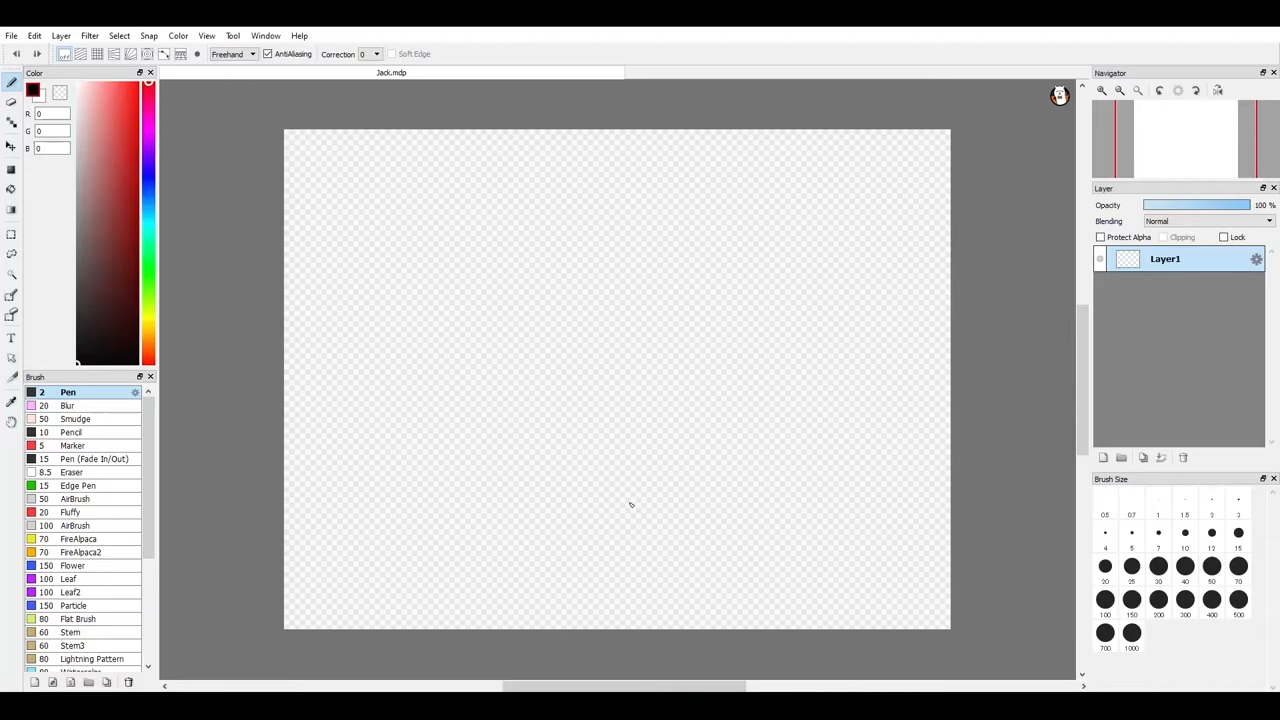 File Edit Layer Filter Select Snap Color View Tool Window Help
off Freehand AntiAliasing Correction 0 Soft Edge
Color
Jack.mdp
Navigator
R 0
G 0
B 0
Layer
Opacity 100 %
Blending Normal
Protect Alpha Clipping Lock
Layer1
Brush
2 Pen
20 Blur
50 Smudge
10 Pencil
5 Marker
15 Pen (Fade In/Out)
8.5 Eraser
15 Edge Pen
50 AirBrush
20 Fluffy
100 AirBrush
70 FireAlpaca
70 FireAlpaca2
150 Flower
100 Leaf
100 Leaf2
150 Particle
80 Flat Brush
60 Stem
60 Stem3
80 Lightning Pattern
Brush Size
0.5 0.7 1 1.5 2 3
4 5 7 10 12 15
20 25 30 40 50 70
100 150 200 300 400 500
700 1000